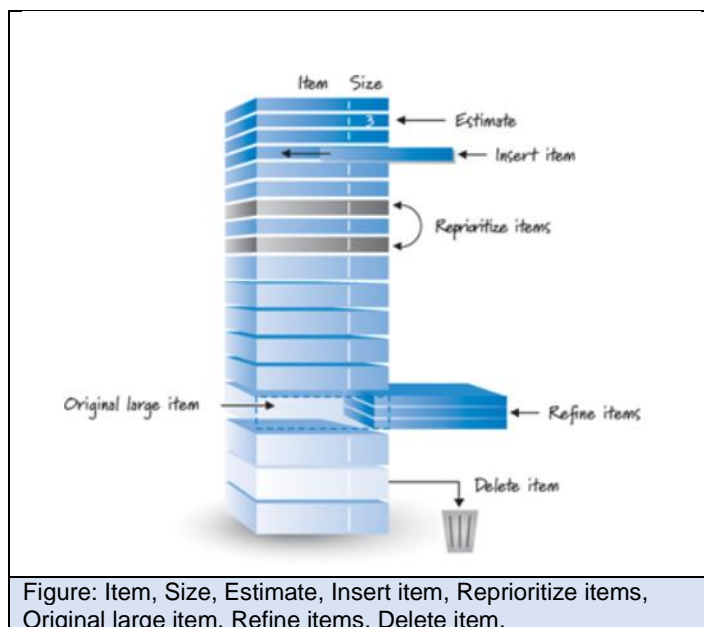 Item Size
3
Estimate
Insert item
Reprioritize items
Original large item
Refine items
Delete item
Figure: Item, Size, Estimate, Insert item, Reprioritize items,
Original large item, Refine items, Delete item.